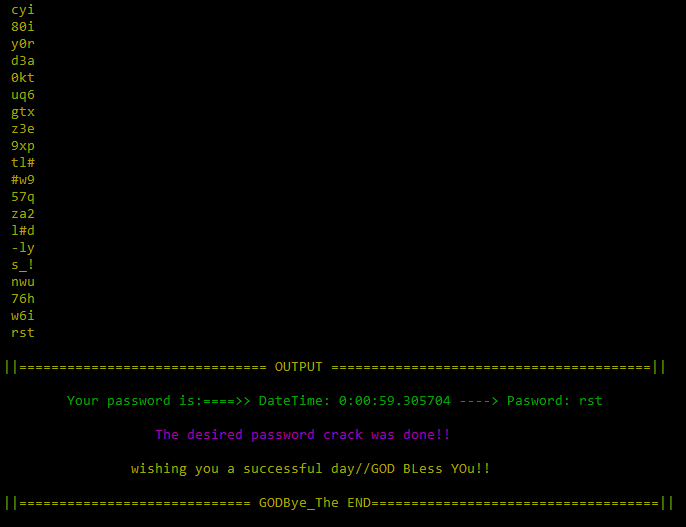 cyi
80i
y0r
d3a
0kt
uq6
gtx
z3e
9xp
tl#
#w9
57q
za2
l#d
-ly
s_!
nwu
76h
w6i
rst
||=============================== OUTPUT ========================================||
Your password is:====>> DateTime: 0:00:59.305704 ----> Pasword: rst
The desired password crack was done!!
wishing you a successful day//GOD BLess YOu!!
||============================= GODBye_The END====================================||